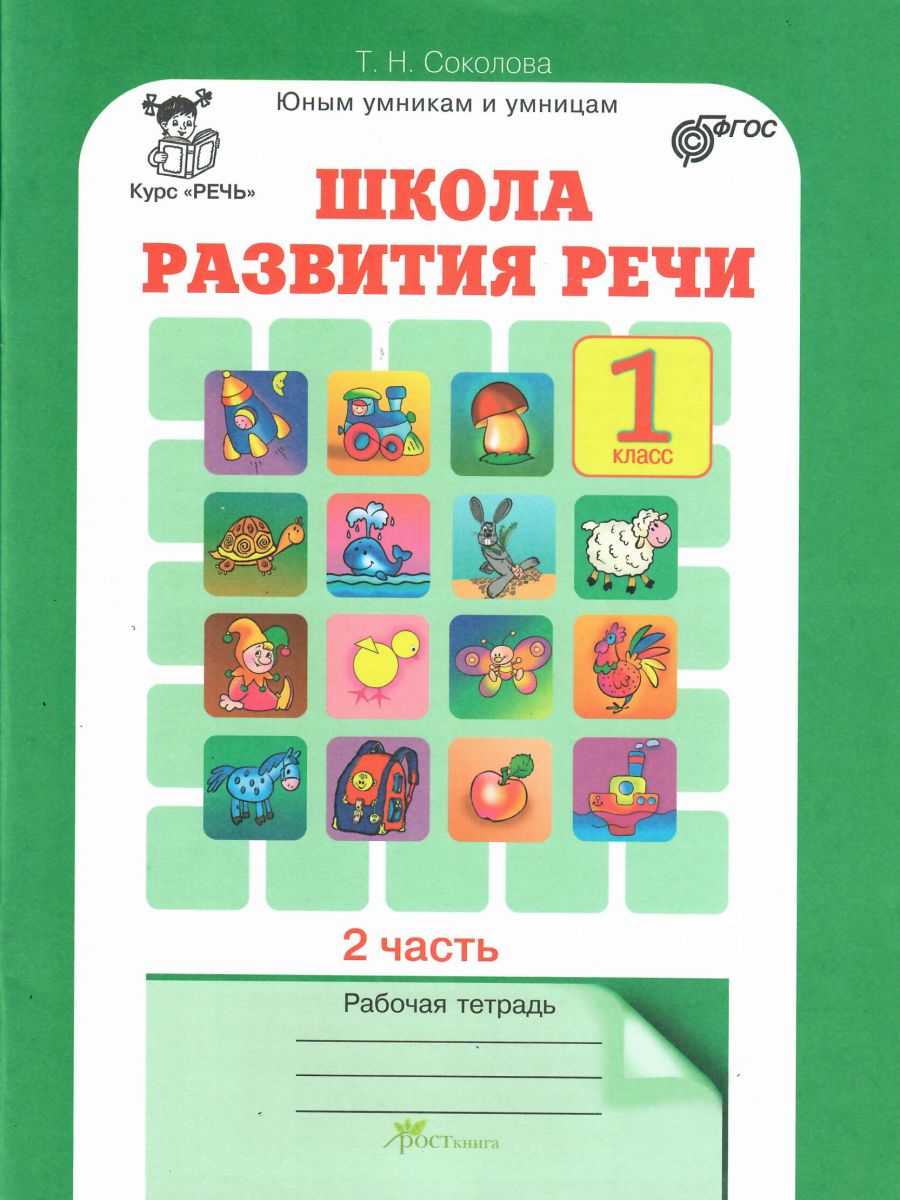 Т. Н. Соколова
Юным умникам и умницам
ФГОС
Курс «РЕЧЬ»
ШКОЛА
РАЗВИТИЯ РЕЧИ
1
класс
2 часть
Рабочая тетрадь
РОСТкнига